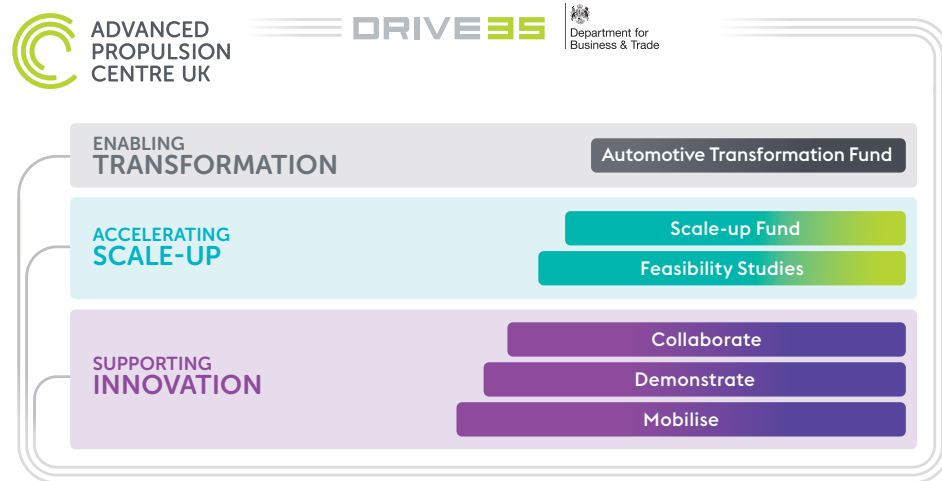 ADVANCED
PROPULSION
CENTRE UK
DRIVE35
Department for
Business & Trade
ENABLING
TRANSFORMATION
Automotive Transformation Fund
ACCELERATING
SCALE-UP
Scale-up Fund
Feasibility Studies
SUPPORTING
INNOVATION
Collaborate
Demonstrate
Mobilise